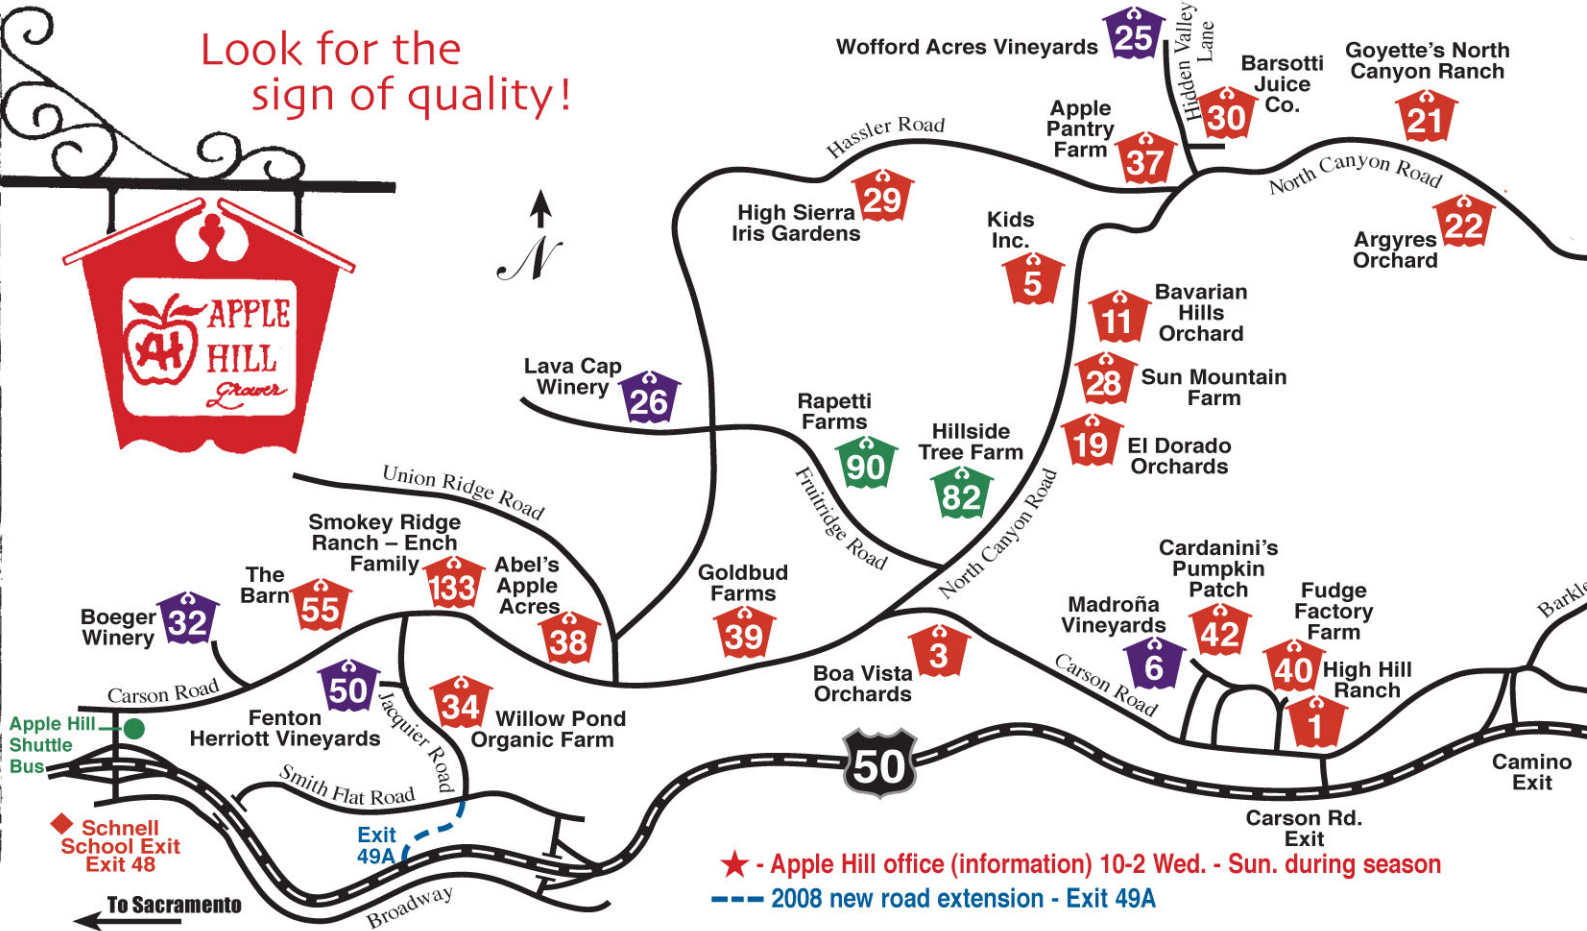 Look for the
sign of quality!
APPLE
HILL
Grower
AH
N
Wofford Acres Vineyards
25
Hidden Valley
Lane
Barsotti
Juice
Co.
30
Goyette's North
Canyon Ranch
21
Apple
Pantry
Farm
37
Hassler Road
North Canyon Road
29
High Sierra
Iris Gardens
Kids
Inc.
5
22
Argyres
Orchard
11
Bavarian
Hills
Orchard
28
Sun Mountain
Farm
19
El Dorado
Orchards
Lava Cap
Winery
26
Rapetti
Farms
90
Hillside
Tree Farm
82
Fruitridge Road
North Canyon Road
Union Ridge Road
Smokey Ridge
Ranch – Ench
Family
133
Abel's
Apple
Acres
38
The
Barn
55
Boeger
Winery
32
Goldbud
Farms
39
Boa Vista
Orchards
3
Cardanini's
Pumpkin
Patch
42
Madroña
Vineyards
6
Fudge
Factory
Farm
40
High Hill
Ranch
1
Carson Road
Carson Road
50
Fenton
Herriott Vineyards
Jacquier Road
34
Willow Pond
Organic Farm
Apple Hill
Shuttle
Bus
Smith Flat Road
50
Camino
Exit
Carson Rd.
Exit
Schnell
School Exit
Exit 48
Exit
49A
Broadway
To Sacramento
- Apple Hill office (information) 10-2 Wed. - Sun. during season
2008 new road extension - Exit 49A